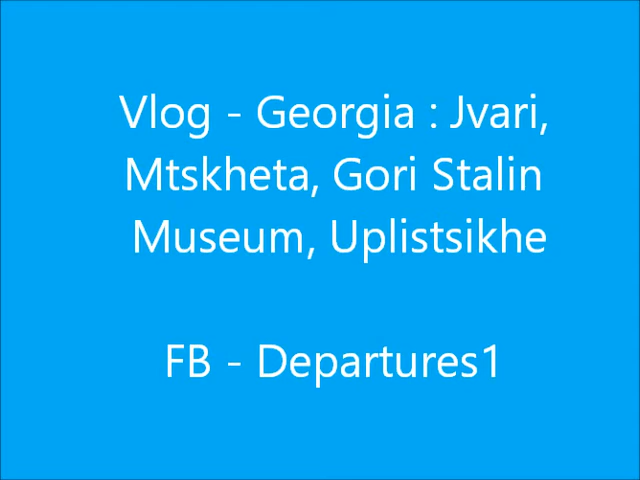 Vlog - Georgia : Jvari,
Mtskheta, Gori Stalin
Museum, Uplistsikhe
FB - Departures1